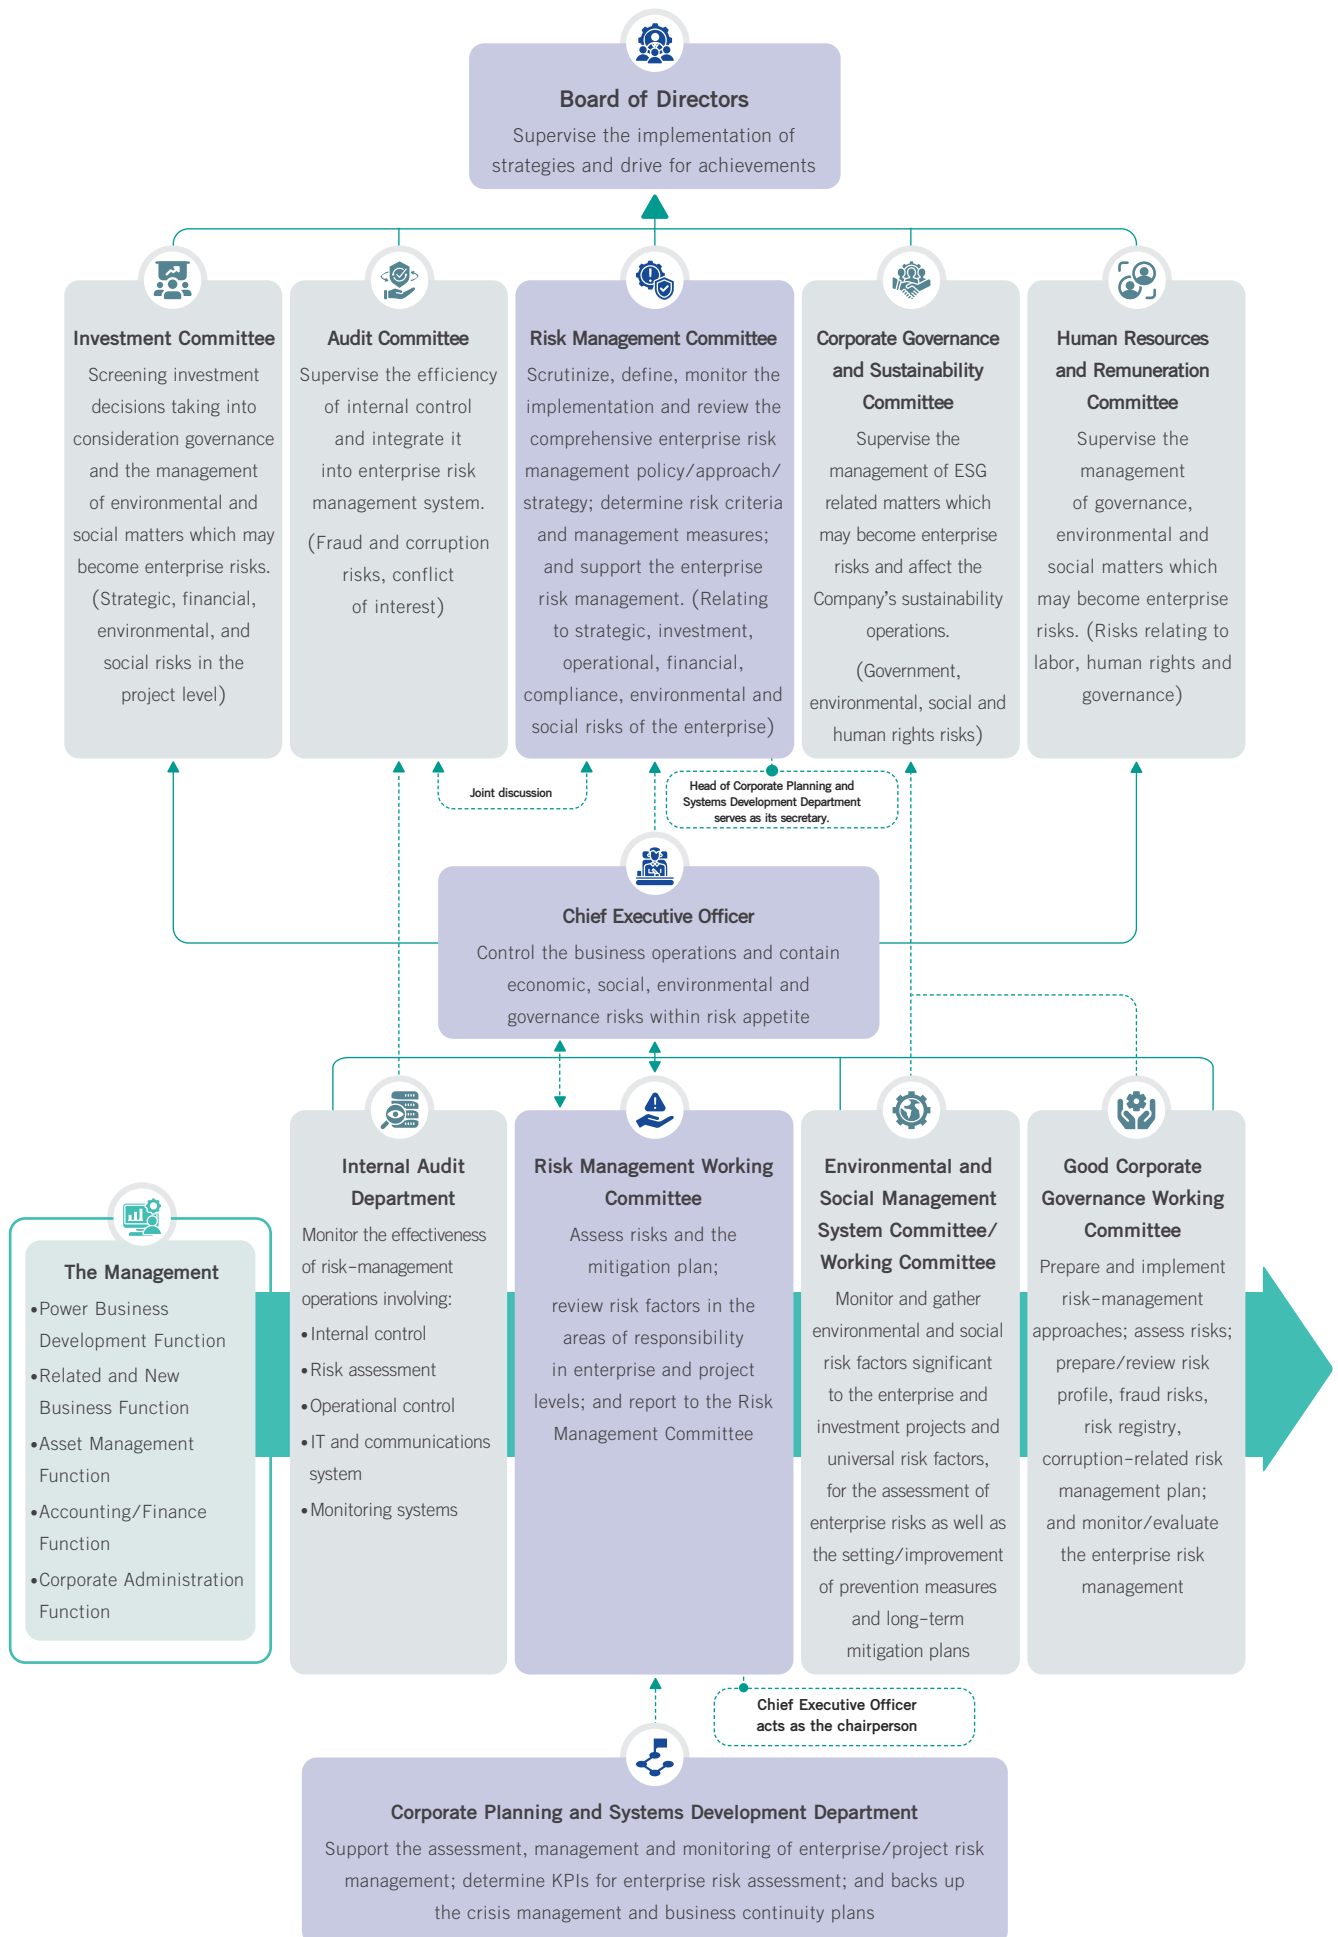 Board of Directors
Supervise the implementation of
strategies and drive for achievements
Investment Committee
Screening investment
decisions taking into
consideration governance
and the management
of environmental and
social matters which may
become enterprise risks.
(Strategic, financial,
environmental, and
social risks in the
project level)
Audit Committee
Supervise the efficiency
of internal control
and integrate it
into enterprise risk
management system.
(Fraud and corruption
risks, conflict
of interest)
Risk Management Committee
Scrutinize, define, monitor the
implementation and review the
comprehensive enterprise risk
management policy/approach/
strategy; determine risk criteria
and management measures;
and support the enterprise
risk management. (Relating
to strategic, investment,
operational, financial,
compliance, environmental and
social risks of the enterprise)
Corporate Governance
and Sustainability
Committee
Supervise the
management of ESG
related matters which
may become enterprise
risks and affect the
Company's sustainability
operations.
(Government,
environmental, social and
human rights risks)
Human Resources
and Remuneration
Committee
Supervise the
management
of governance,
environmental and
social matters which
may become enterprise
risks. (Risks relating to
labor, human rights and
governance)
Joint discussion
Head of Corporate Planning and
Systems Development Department
serves as its secretary.
Chief Executive Officer
Control the business operations and contain
economic, social, environmental and
governance risks within risk appetite
The Management
•Power Business
Development Function
•Related and New
Business Function
•Asset Management
Function
•Accounting/Finance
Function
•Corporate Administration
Function
Internal Audit
Department
Monitor the effectiveness
of risk-management
operations involving:
•Internal control
•Risk assessment
•Operational control
•IT and communications
system
•Monitoring systems
Risk Management Working
Committee
Assess risks and the
mitigation plan;
review risk factors in the
areas of responsibility
in enterprise and project
levels; and report to the Risk
Management Committee
Environmental and
Social Management
System Committee/
Working Committee
Monitor and gather
environmental and social
risk factors significant
to the enterprise and
investment projects and
universal risk factors,
for the assessment of
enterprise risks as well as
the setting/improvement
of prevention measures
and long-term
mitigation plans
Good Corporate
Governance Working
Committee
Prepare and implement
risk-management
approaches; assess risks;
prepare/review risk
profile, fraud risks,
risk registry,
corruption-related risk
management plan;
and monitor/evaluate
the enterprise risk
management
Chief Executive Officer
acts as the chairperson
Corporate Planning and Systems Development Department
Support the assessment, management and monitoring of enterprise/project risk
management; determine KPIs for enterprise risk assessment; and backs up
the crisis management and business continuity plans